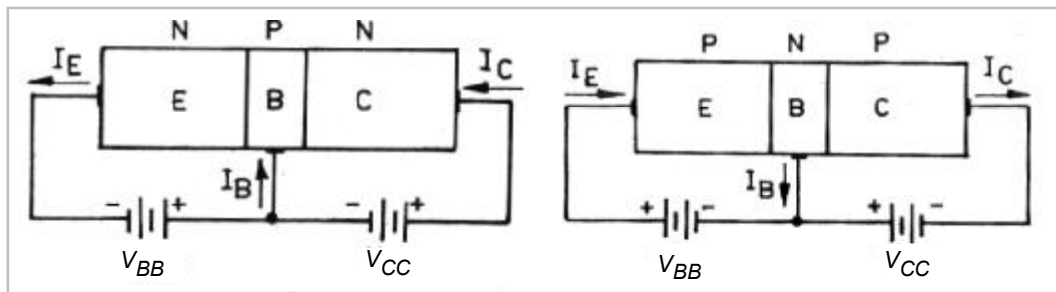 N P N
I_E E B C I_C
I_B
- + - +
V_BB V_CC
P N P
I_E E B C I_C
I_B
+ - + -
V_BB V_CC